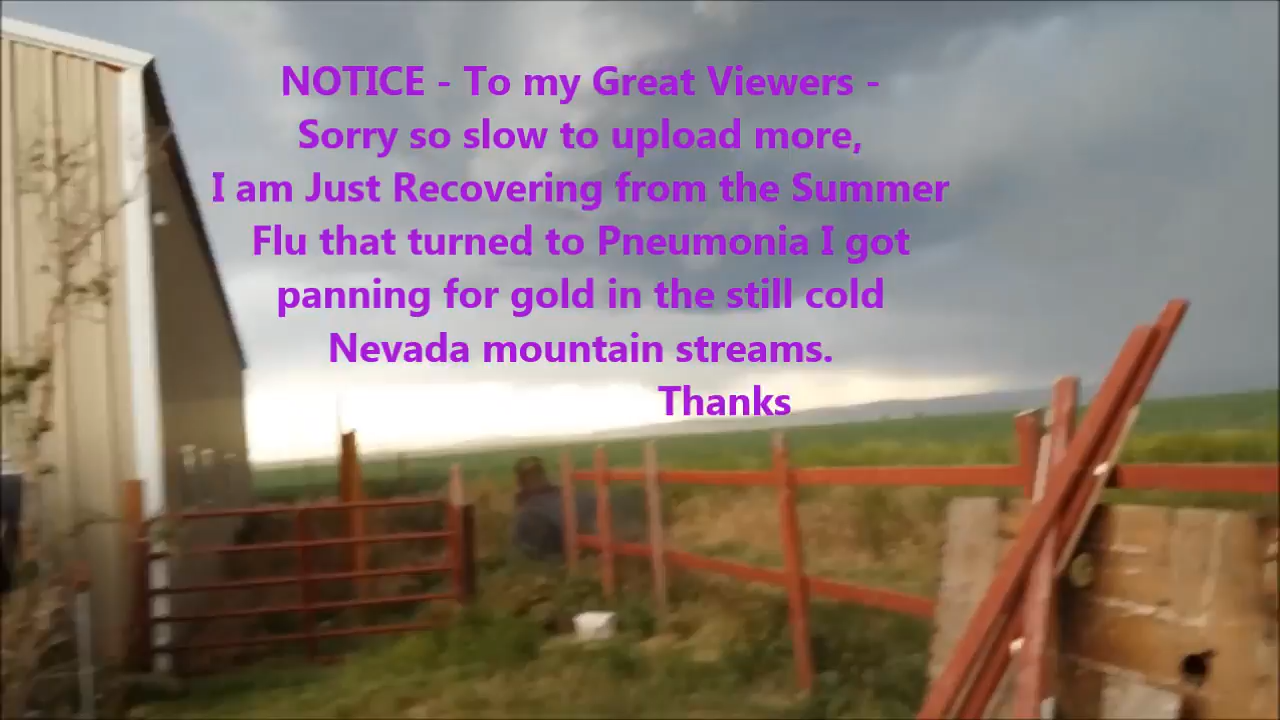 NOTICE - To my Great Viewers -
Sorry so slow to upload more,
I am Just Recovering from the Summer
Flu that turned to Pneumonia I got
panning for gold in the still cold
Nevada mountain streams.
Thanks